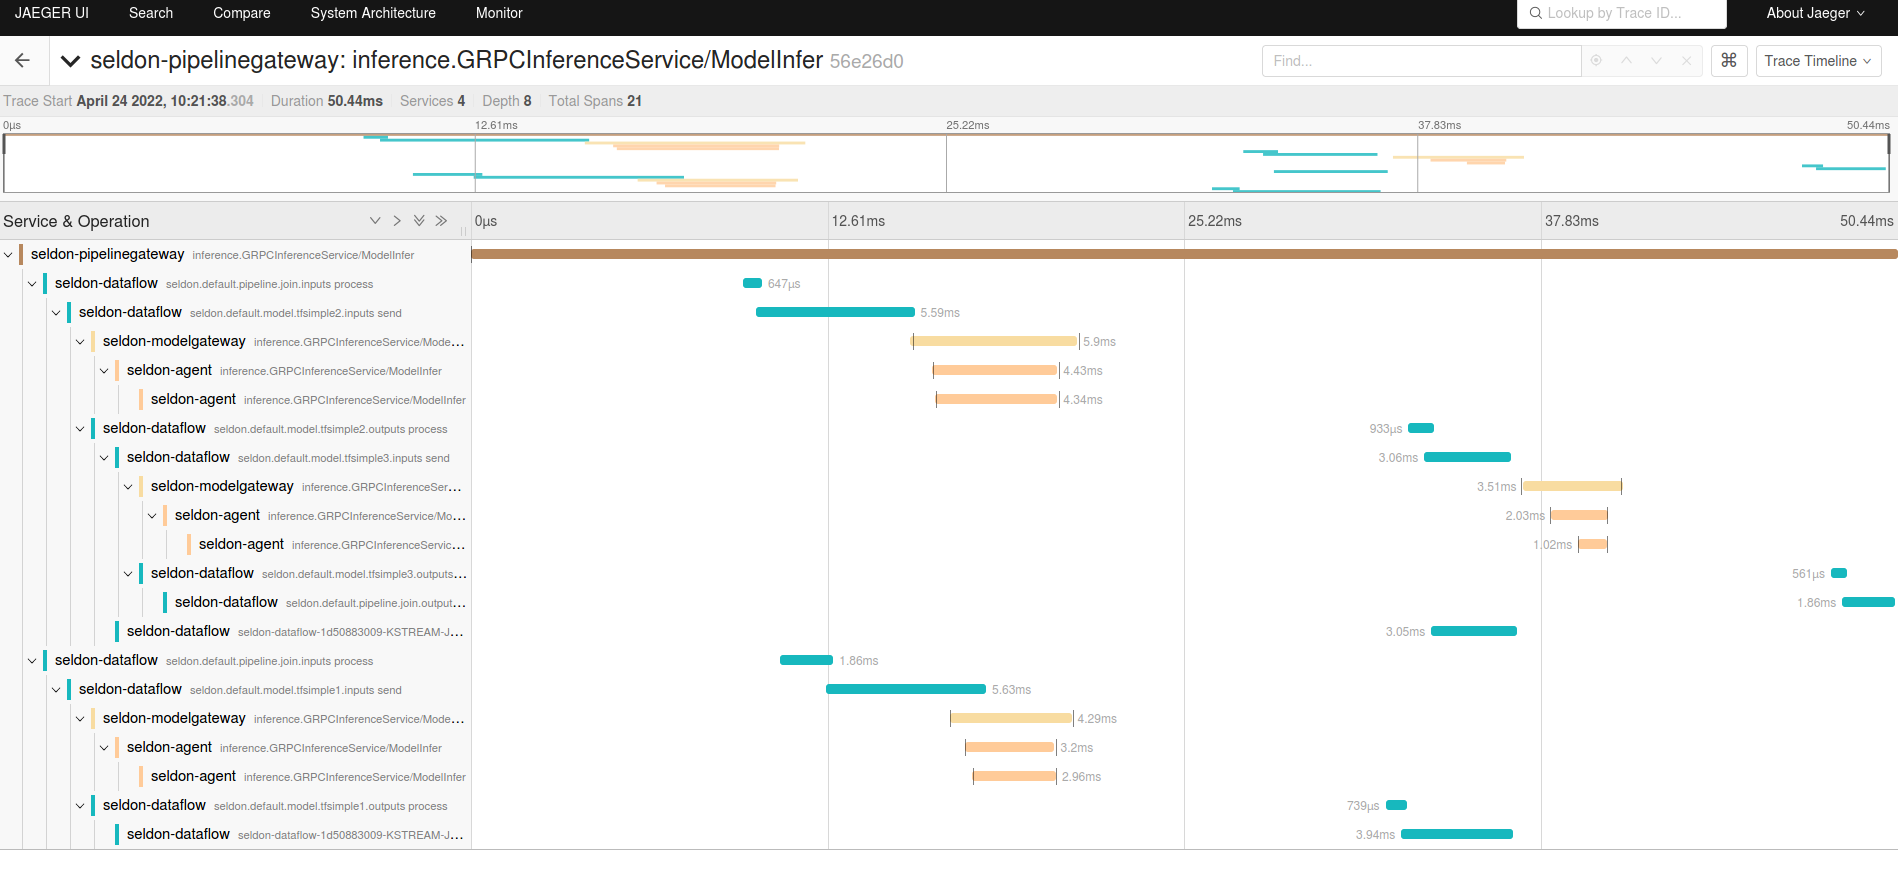 JAEGER UI Search Compare System Architecture Monitor Lookup by Trace ID... About Jaeger
seldon-pipelinegateway: inference.GRPCInferenceService/ModelInfer 56e26d0 Find... ⌘ Trace Timeline
Trace Start April 24 2022, 10:21:38.304 Duration 50.44ms Services 4 Depth 8 Total Spans 21
0μs 12.61ms 25.22ms 37.83ms 50.44ms
Service & Operation 0μs 12.61ms 25.22ms 37.83ms 50.44ms
seldon-pipelinegateway inference.GRPCInferenceService/ModelInfer
seldon-dataflow seldon.default.pipeline.join.inputs process 647μs
seldon-dataflow seldon.default.model.tfsimple2.inputs send 5.59ms
seldon-modelgateway inference.GRPCInferenceService/Mode... 5.9ms
seldon-agent inference.GRPCInferenceService/ModelInfer 4.43ms
seldon-agent inference.GRPCInferenceService/ModelInfer 4.34ms
seldon-dataflow seldon.default.model.tfsimple2.outputs process 933μs
seldon-dataflow seldon.default.model.tfsimple3.inputs send 3.06ms
seldon-modelgateway inference.GRPCInferenceSer... 3.51ms
seldon-agent inference.GRPCInferenceService/Mo... 2.03ms
seldon-agent inference.GRPCInferenceServic... 1.02ms
seldon-dataflow seldon.default.model.tfsimple3.outputs... 561μs
seldon-dataflow seldon.default.pipeline.join.output... 1.86ms
seldon-dataflow seldon-dataflow-1d50883009-KSTREAM-J... 3.05ms
seldon-dataflow seldon.default.pipeline.join.inputs process 1.86ms
seldon-dataflow seldon.default.model.tfsimple1.inputs send 5.63ms
seldon-modelgateway inference.GRPCInferenceService/Mode... 4.29ms
seldon-agent inference.GRPCInferenceService/ModelInfer 3.2ms
seldon-agent inference.GRPCInferenceService/ModelInfer 2.96ms
seldon-dataflow seldon.default.model.tfsimple1.outputs process 739μs
seldon-dataflow seldon-dataflow-1d50883009-KSTREAM-J... 3.94ms